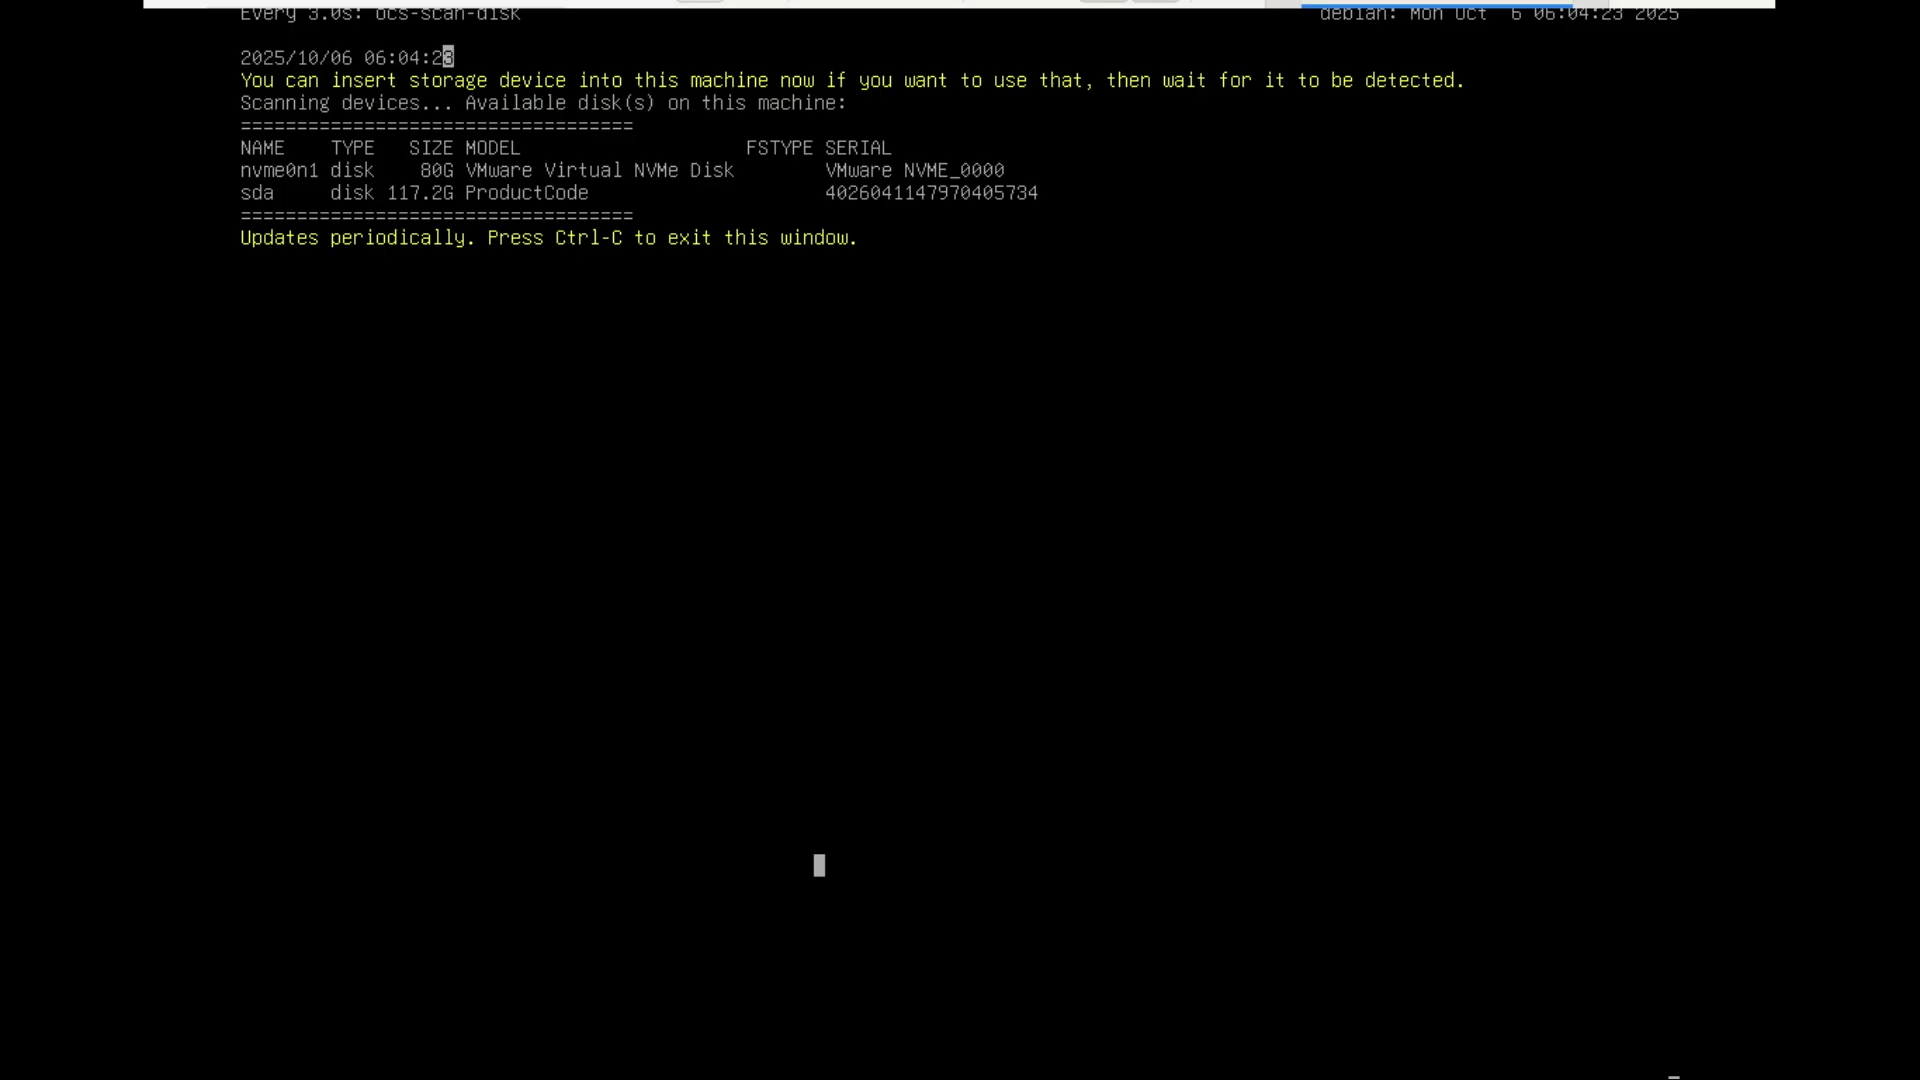 Every 3.0s: ocs-scan-disk debian: Mon Oct 6 06:04:23 2025
2025/10/06 06:04:23
You can insert storage device into this machine now if you want to use that, then wait for it to be detected.
Scanning devices... Available disk(s) on this machine:
===================================
NAME TYPE SIZE MODEL FSTYPE SERIAL
nvme0n1 disk 80G VMware Virtual NVMe Disk VMware NVME_0000
sda disk 117.2G ProductCode 4026041147970405734
===================================
Updates periodically. Press Ctrl-C to exit this window.